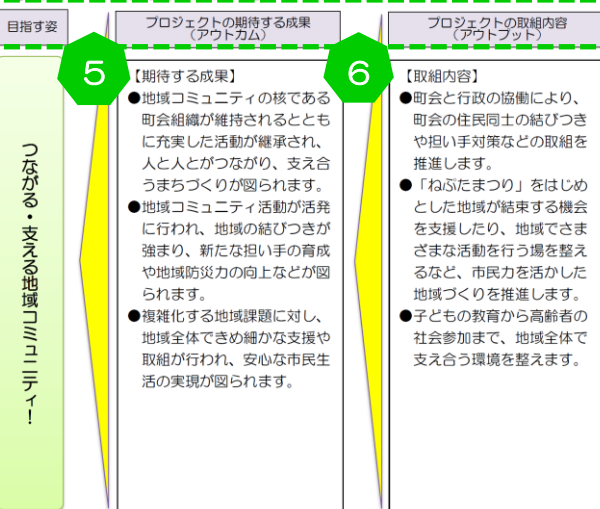 目指す姿
プロジェクトの期待する成果
（アウトカム）
プロジェクトの取組内容
（アウトプット）
つながる・支える地域コミュニティ！
5
【期待する成果】
●地域コミュニティの核である
町会組織が維持されるととも
に充実した活動が継承され、
人と人とがつながり、支え合
うまちづくりが図られます。
●地域コミュニティ活動が活発
に行われ、地域の結びつきが
強まり、新たな担い手の育成
や地域防災力の向上などが図
られます。
●複雑化する地域課題に対し、
地域全体できめ細かな支援や
取組が行われ、安心な市民生
活の実現が図られます。
6
【取組内容】
●町会と行政の協働により、
町会の住民同士の結びつき
や担い手対策などの取組を
推進します。
●「ねぷたまつり」をはじめ
とした地域が結束する機会
を支援したり、地域でさま
ざまな活動を行う場を整え
るなど、市民力を活かした
地域づくりを推進します。
●子どもの教育から高齢者の
社会参加まで、地域全体で
支え合う環境を整えます。